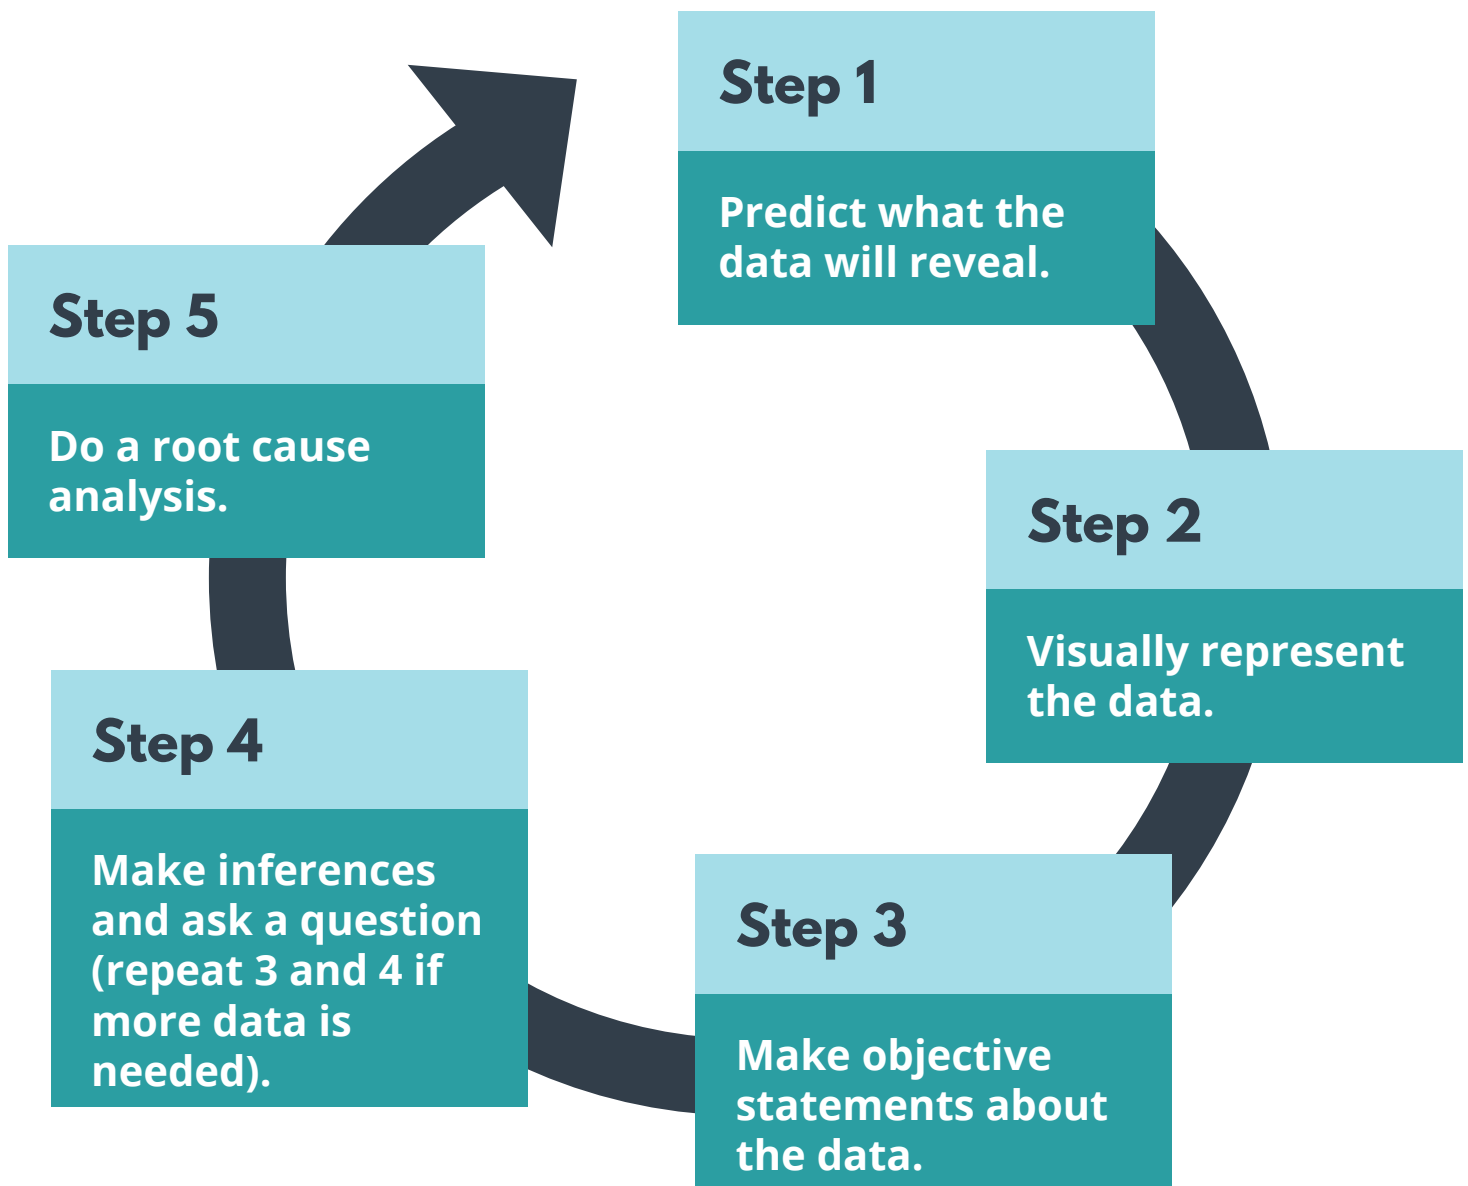 Step 1
Predict what the
data will reveal.
Step 2
Visually represent
the data.
Step 3
Make objective
statements about
the data.
Step 4
Make inferences
and ask a question
(repeat 3 and 4 if
more data is
needed).
Step 5
Do a root cause
analysis.